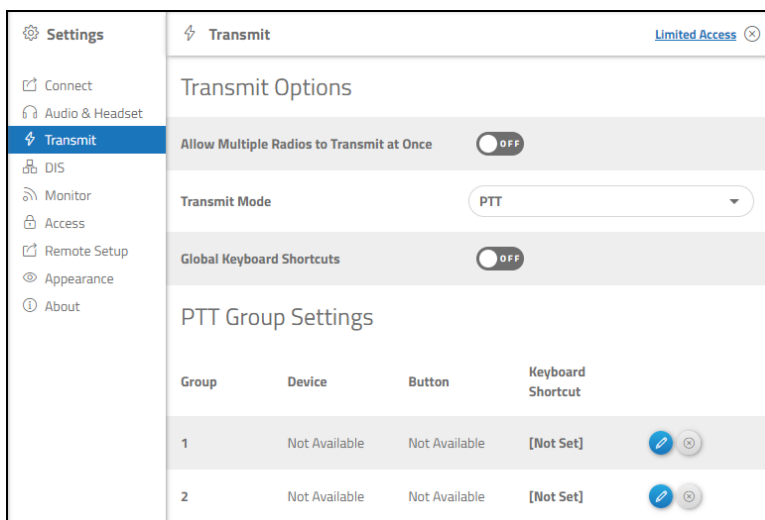 Settings
Connect
Audio & Headset
Transmit
DIS
Monitor
Access
Remote Setup
Appearance
About
Transmit
Limited Access
Transmit Options
Allow Multiple Radios to Transmit at Once OFF
Transmit Mode PTT
Global Keyboard Shortcuts OFF
PTT Group Settings
Group Device Button Keyboard Shortcut
1 Not Available Not Available [Not Set]
2 Not Available Not Available [Not Set]